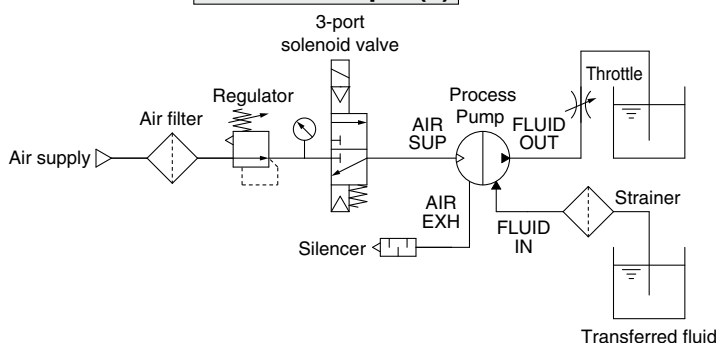 3-port
solenoid valve
Regulator
Air filter
Air supply
Process
Pump
AIR
SUP
FLUID
OUT
Throttle
AIR
EXH
FLUID
IN
Strainer
Silencer
Transferred fluid